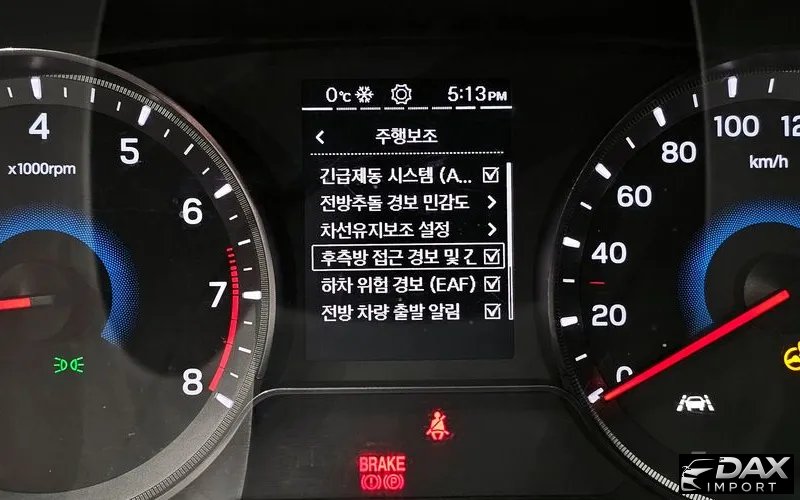 0℃ 5:13PM
주행보조
긴급제동 시스템 (A...
전방추돌 경보 민감도
차선유지보조 설정
후측방 접근 경보 및 긴
하차 위험 경보 (EAF)
전방 차량 출발 알림
4
5
x1000rpm
6
7
8
100
80
km/h
60
40
20
0
BRAKE
P
DAX
IMPORT